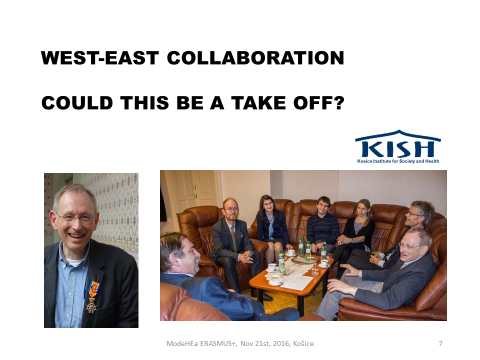 WEST-EAST COLLABORATION
COULD THIS BE A TAKE OFF?
KISH
Kosice Institute for Society and Health
ModeHEa ERASMUS+, Nov 21st, 2016, Košice
7